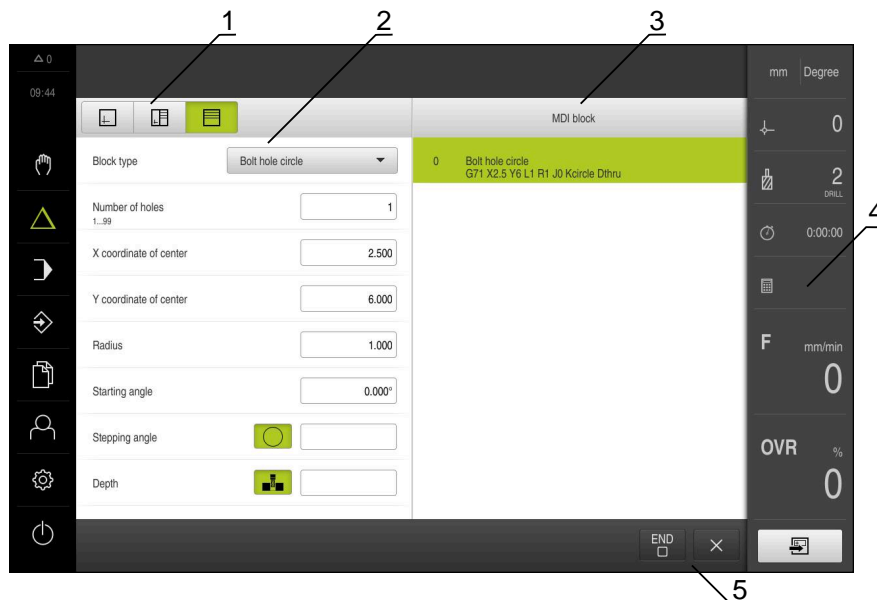 1
2
3
0
09:44
mm Degree
MDI block
0
Block type
Bolt hole circle
0 Bolt hole circle
G71 X2.5 Y6 L1 R1 J0 Kcircle Dthru
2
DRILL
Number of holes
1...99
1
4
0:00:00
X coordinate of center
2.500
Y coordinate of center
6.000
Radius
1.000
F mm/min
0
Starting angle
0.000°
Stepping angle
OVR %
0
Depth
END
5